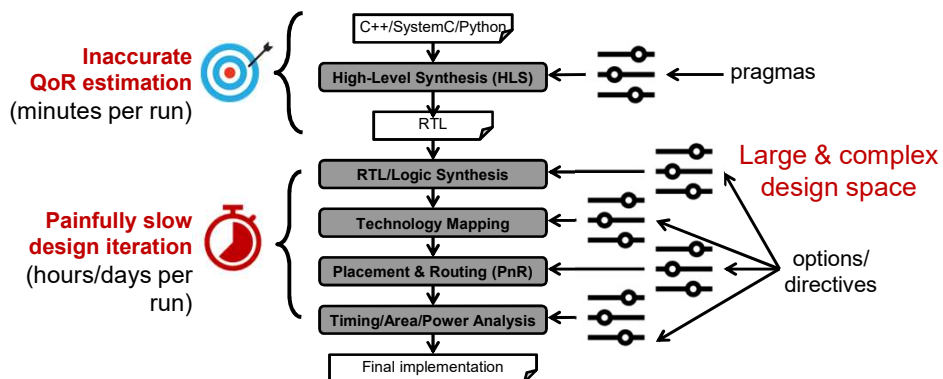 C++/SystemC/Python
Inaccurate
QoR estimation
(minutes per run)
High-Level Synthesis (HLS)
pragmas
RTL
RTL/Logic Synthesis
Large & complex
design space
Painfully slow
design iteration
(hours/days per
run)
Technology Mapping
Placement & Routing (PnR)
options/
directives
Timing/Area/Power Analysis
Final implementation